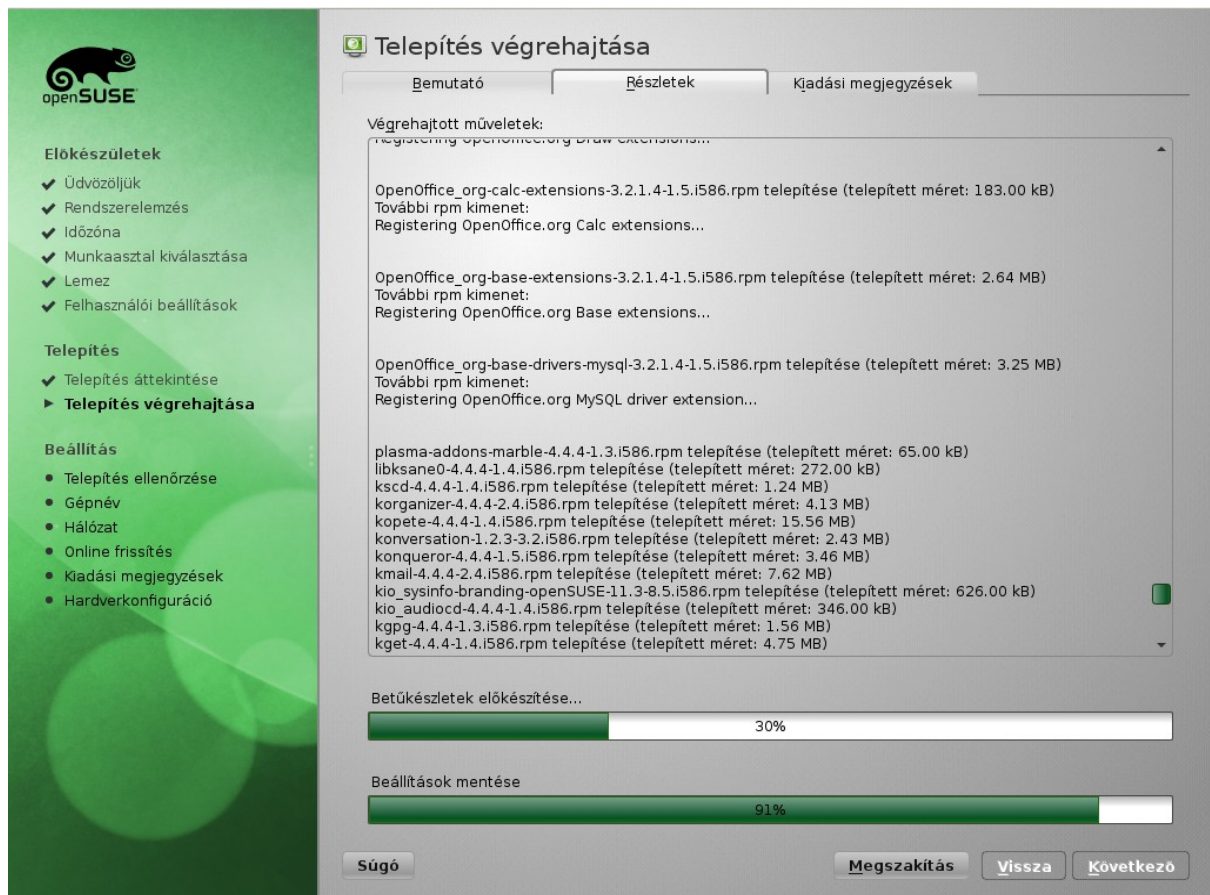 openSUSE
Előkészületek
Üdvözöljük
Rendszerelemzés
Időzóna
Munkaasztal kiválasztása
Lemez
Felhasználói beállítások
Telepítés
Telepítés áttekintése
Telepítés végrehajtása
Beállítás
Telepítés ellenőrzése
Gépnév
Hálózat
Online frissítés
Kiadási megjegyzések
Hardverkonfiguráció
Telepítés végrehajtása
Bemutató
Részletek
Kiadási megjegyzések
Végrehajtott műveletek:
Registering OpenOffice.org Draw extensions...
OpenOffice_org-calc-extensions-3.2.1.4-1.5.i586.rpm telepítése (telepített méret: 183.00 kB)
További rpm kimenet:
Registering OpenOffice.org Calc extensions...
OpenOffice_org-base-extensions-3.2.1.4-1.5.i586.rpm telepítése (telepített méret: 2.64 MB)
További rpm kimenet:
Registering OpenOffice.org Base extensions...
OpenOffice_org-base-drivers-mysql-3.2.1.4-1.5.i586.rpm telepítése (telepített méret: 3.25 MB)
További rpm kimenet:
Registering OpenOffice.org MySQL driver extension...
plasma-addons-marble-4.4.4-1.3.i586.rpm telepítése (telepített méret: 65.00 kB)
libksane0-4.4.4-1.4.i586.rpm telepítése (telepített méret: 272.00 kB)
kscd-4.4.4-1.4.i586.rpm telepítése (telepített méret: 1.24 MB)
korganizer-4.4.4-2.4.i586.rpm telepítése (telepített méret: 4.13 MB)
kopete-4.4.4-1.4.i586.rpm telepítése (telepített méret: 15.56 MB)
konversation-1.2.3-3.2.i586.rpm telepítése (telepített méret: 2.43 MB)
konqueror-4.4.4-1.5.i586.rpm telepítése (telepített méret: 3.46 MB)
kmail-4.4.4-2.4.i586.rpm telepítése (telepített méret: 7.62 MB)
kio_sysinfo-branding-openSUSE-11.3-8.5.i586.rpm telepítése (telepített méret: 626.00 kB)
kio_audiocd-4.4.4-1.4.i586.rpm telepítése (telepített méret: 346.00 kB)
kgpg-4.4.4-1.3.i586.rpm telepítése (telepített méret: 1.56 MB)
kget-4.4.4-1.4.i586.rpm telepítése (telepített méret: 4.75 MB)
Betűkészletek előkészítése...
30%
Beállítások mentése
91%
Súgó
Megszakítás
Vissza
Következő